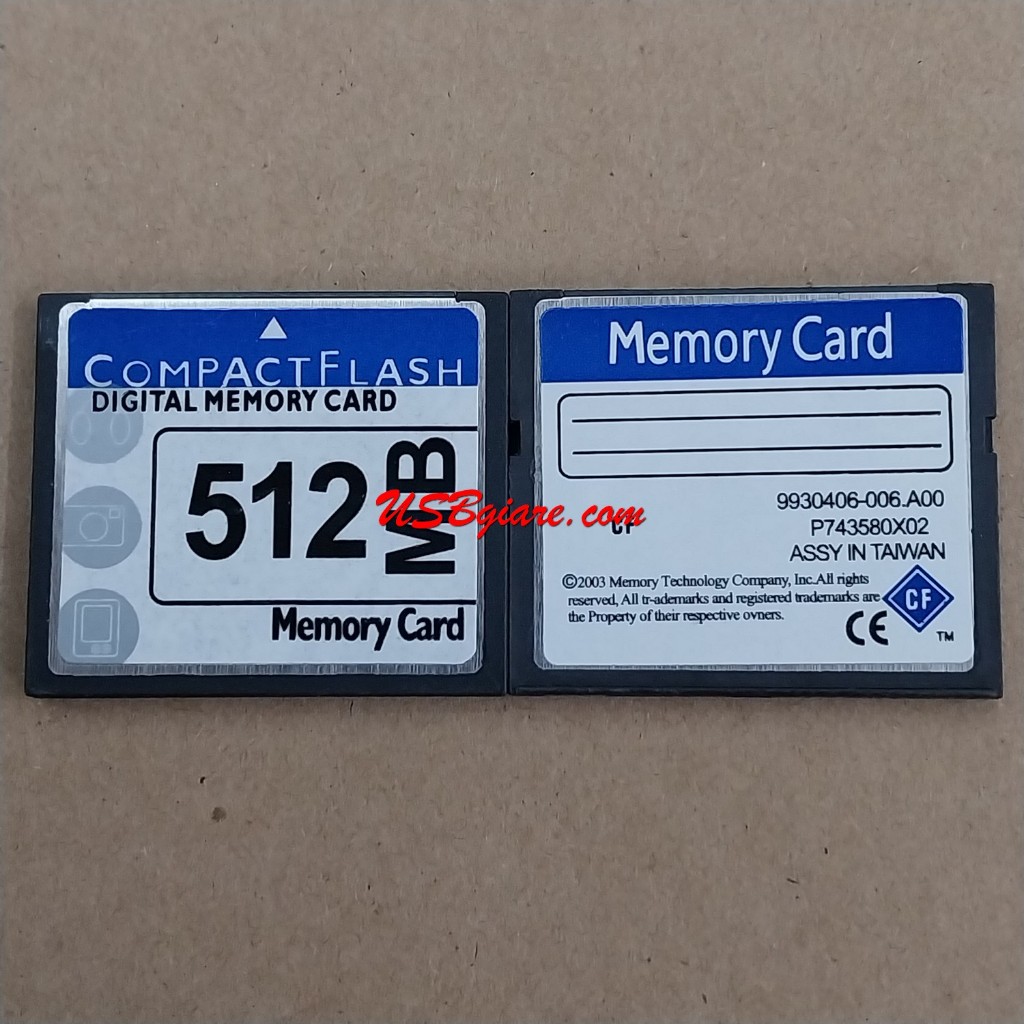 COMPACTFLASH
DIGITAL MEMORY CARD
512 MB
Memory Card
USBgiare.com
Memory Card
9930406-006.A00
CF
P743580X02
ASSY IN TAIWAN
©2003 Memory Technology Company, Inc.All rights
reserved, All tr-ademarks and registered trademarks are
the Property of their respective owners.
CF
CE
TM